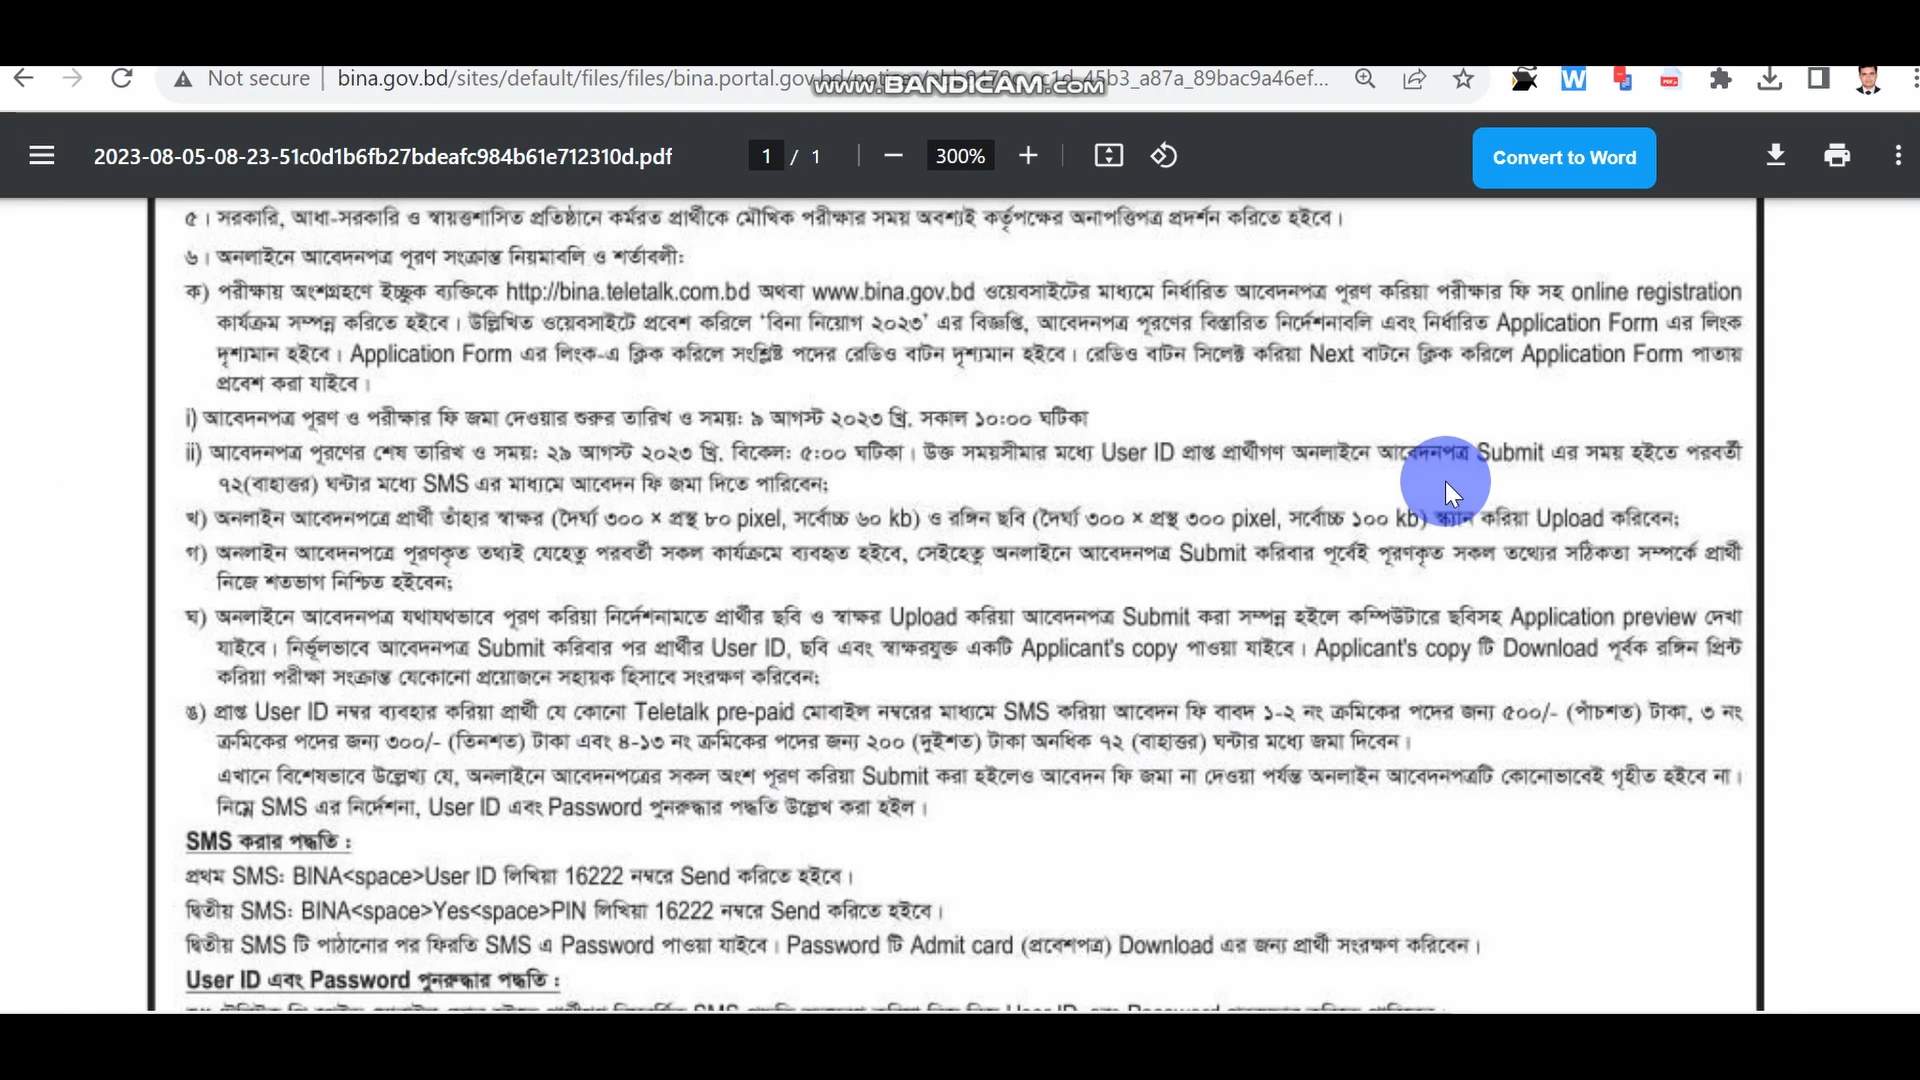 Not secure | bina.gov.bd/sites/default/files/files/bina.portal.gov.bd/ 45b3_a87a_89bac9a46ef...
www.BANDICAM.com
2023-08-05-08-23-51c0d1b6fb27bdeafc984b61e712310d.pdf 1 / 1 300% Convert to Word
৫। সরকারি, আধা-সরকারি ও স্বায়ত্তশাসিত প্রতিষ্ঠানে কর্মরত প্রার্থীকে মৌখিক পরীক্ষার সময় অবশ্যই কর্তৃপক্ষের অনাপত্তিপত্র প্রদর্শন করিতে হইবে।
৬। অনলাইনে আবেদনপত্র পূরণ সংক্রান্ত নিয়মাবলি ও শর্তাবলী:
ক) পরীক্ষায় অংশগ্রহণে ইচ্ছুক ব্যক্তিকে http://bina.teletalk.com.bd অথবা www.bina.gov.bd ওয়েবসাইটের মাধ্যমে নির্ধারিত আবেদনপত্র পূরণ করিয়া পরীক্ষার ফি সহ online registration
কার্যক্রম সম্পন্ন করিতে হইবে। উল্লিখিত ওয়েবসাইটে প্রবেশ করিলে ‘বিনা নিয়োগ ২০২৩’ এর বিজ্ঞপ্তি, আবেদনপত্র পূরণের বিস্তারিত নির্দেশনাবলি এবং নির্ধারিত Application Form এর লিংক
দৃশ্যমান হইবে। Application Form এর লিংক-এ ক্লিক করিলে সংশ্লিষ্ট পদের রেডিও বাটন দৃশ্যমান হইবে। রেডিও বাটন সিলেক্ট করিয়া Next বাটনে ক্লিক করিলে Application Form পাতায়
প্রবেশ করা যাইবে।
i) আবেদনপত্র পূরণ ও পরীক্ষার ফি জমা দেওয়ার শুরুর তারিখ ও সময়: ৯ আগস্ট ২০২৩ খ্রি. সকাল ১০:০০ ঘটিকা
ii) আবেদনপত্র পূরণের শেষ তারিখ ও সময়: ২৯ আগস্ট ২০২৩ খ্রি. বিকেল: ৫:০০ ঘটিকা। উক্ত সময়সীমার মধ্যে User ID প্রাপ্ত প্রার্থীগণ অনলাইনে আবেদনপত্র Submit এর সময় হইতে পরবর্তী
৭২(বাহাত্তর) ঘন্টার মধ্যে SMS এর মাধ্যমে আবেদন ফি জমা দিতে পারিবেন;
খ) অনলাইন আবেদনপত্রে প্রার্থী তাঁহার স্বাক্ষর (দৈর্ঘ্য ৩০০ × প্রস্থ ৮০ pixel, সর্বোচ্চ ৬০ kb) ও রঙ্গিন ছবি (দৈর্ঘ্য ৩০০ × প্রস্থ ৩০০ pixel, সর্বোচ্চ ১০০ kb) স্ক্যান করিয়া Upload করিবেন;
গ) অনলাইন আবেদনপত্রে পূরণকৃত তথ্যই যেহেতু পরবর্তী সকল কার্যক্রমে ব্যবহৃত হইবে, সেইহেতু অনলাইনে আবেদনপত্র Submit করিবার পূর্বেই পূরণকৃত সকল তথ্যের সঠিকতা সম্পর্কে প্রার্থী
নিজে শতভাগ নিশ্চিত হইবেন;
ঘ) অনলাইনে আবেদনপত্র যথাযথভাবে পূরণ করিয়া নির্দেশনামতে প্রার্থীর ছবি ও স্বাক্ষর Upload করিয়া আবেদনপত্র Submit করা সম্পন্ন হইলে কম্পিউটারে ছবিসহ Application preview দেখা
যাইবে। নির্ভুলভাবে আবেদনপত্র Submit করিবার পর প্রার্থীর User ID, ছবি এবং স্বাক্ষরযুক্ত একটি Applicant's copy পাওয়া যাইবে। Applicant's copy টি Download পূর্বক রঙ্গিন প্রিন্ট
করিয়া পরীক্ষা সংক্রান্ত যেকোনো প্রয়োজনে সহায়ক হিসাবে সংরক্ষণ করিবেন;
ঙ) প্রাপ্ত User ID নম্বর ব্যবহার করিয়া প্রার্থী যে কোনো Teletalk pre-paid মোবাইল নম্বরের মাধ্যমে SMS করিয়া আবেদন ফি বাবদ ১-২ নং ক্রমিকের পদের জন্য ৫০০/- (পাঁচশত) টাকা, ৩ নং
ক্রমিকের পদের জন্য ৩০০/- (তিনশত) টাকা এবং ৪-১৩ নং ক্রমিকের পদের জন্য ২০০ (দুইশত) টাকা অনধিক ৭২ (বাহাত্তর) ঘন্টার মধ্যে জমা দিবেন।
এখানে বিশেষভাবে উল্লেখ্য যে, অনলাইনে আবেদনপত্রের সকল অংশ পূরণ করিয়া Submit করা হইলেও আবেদন ফি জমা না দেওয়া পর্যন্ত অনলাইন আবেদনপত্রটি কোনোভাবেই গৃহীত হইবে না।
নিম্নে SMS এর নির্দেশনা, User ID এবং Password পুনরুদ্ধার পদ্ধতি উল্লেখ করা হইল।
SMS করার পদ্ধতি :
প্রথম SMS: BINA<space>User ID লিখিয়া 16222 নম্বরে Send করিতে হইবে।
দ্বিতীয় SMS: BINA<space>Yes<space>PIN লিখিয়া 16222 নম্বরে Send করিতে হইবে।
দ্বিতীয় SMS টি পাঠানোর পর ফিরতি SMS এ Password পাওয়া যাইবে। Password টি Admit card (প্রবেশপত্র) Download এর জন্য প্রার্থী সংরক্ষণ করিবেন।
User ID এবং Password পুনরুদ্ধার পদ্ধতি :